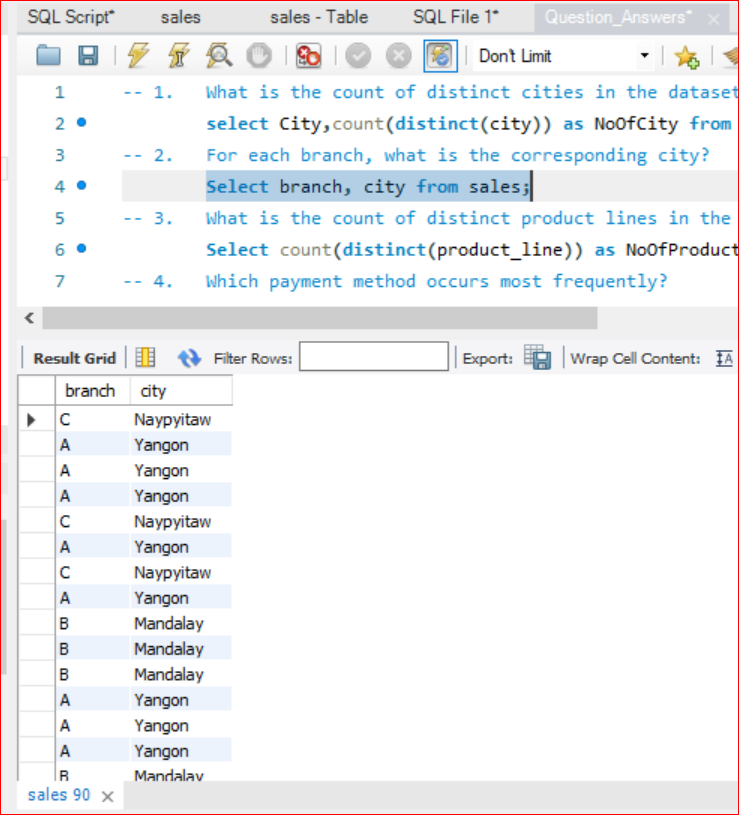 SQL Script* sales sales - Table SQL File 1* Question_Answers*
Don't Limit
1 -- 1. What is the count of distinct cities in the dataset
2 select City,count(distinct(city)) as NoOfCity from
3 -- 2. For each branch, what is the corresponding city?
4 Select branch, city from sales;
5 -- 3. What is the count of distinct product lines in the
6 Select count(distinct(product_line)) as NoOfProduct
7 -- 4. Which payment method occurs most frequently?
Result Grid Filter Rows: Export: Wrap Cell Content: IA
branch city
C Naypyitaw
A Yangon
A Yangon
A Yangon
C Naypyitaw
A Yangon
C Naypyitaw
A Yangon
B Mandalay
B Mandalay
B Mandalay
A Yangon
A Yangon
A Yangon
B Mandalay
sales 90